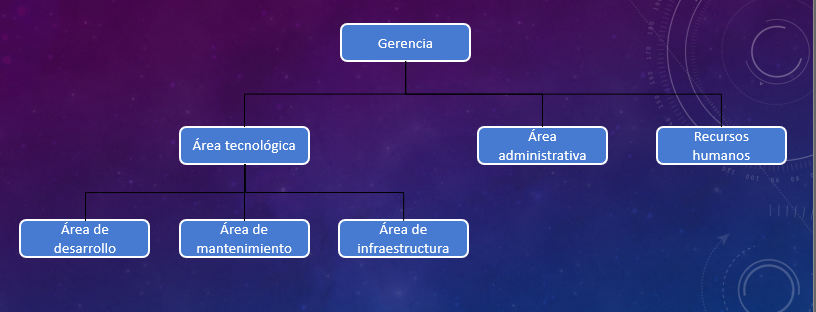 Gerencia
Área tecnológica
Área
administrativa
Recursos
humanos
Área de
desarrollo
Área de
mantenimiento
Área de
infraestructura